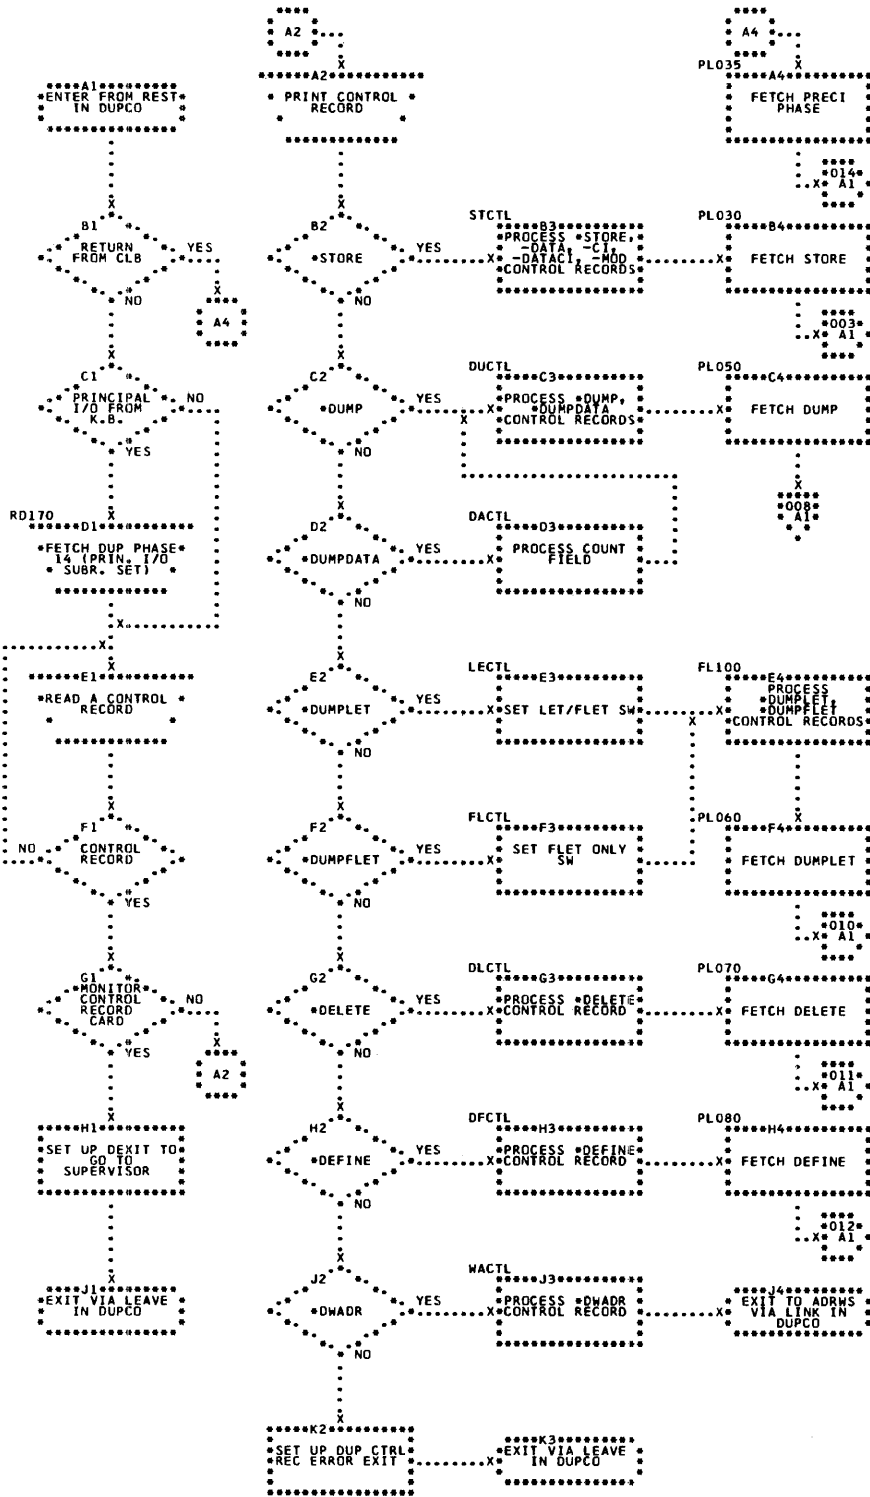 A2
A4
PL035
A1
ENTER FROM REST
IN DUPCO
A2
PRINT CONTROL
RECORD
A4
FETCH PRECI
PHASE
014
A1
B1
RETURN
FROM CLB
YES
NO
A4
B2
*STORE
YES
NO
STCTL
B3
PROCESS *STORE,
-DATA, -CI,
-DATACI, -MOD
CONTROL RECORDS
PL030
B4
FETCH STORE
003
A1
C1
PRINCIPAL
I/O FROM
K.B.
NO
YES
C2
*DUMP
YES
NO
DUCTL
C3
PROCESS *DUMP,
*DUMPDATA
CONTROL RECORDS
PL050
C4
FETCH DUMP
008
A1
RD170
D1
FETCH DUP PHASE
14 (PRIN. I/O
SUBR. SET)
D2
*DUMPDATA
YES
NO
DACTL
D3
PROCESS COUNT
FIELD
E1
READ A CONTROL
RECORD
E2
*DUMPLET
YES
NO
LECTL
E3
SET LET/FLET SW
FL100
E4
PROCESS
*DUMPLET,
*DUMPFLET
CONTROL RECORDS
F1
CONTROL
RECORD
NO
YES
F2
*DUMPFLET
YES
NO
FLCTL
F3
SET FLET ONLY
SW
PL060
F4
FETCH DUMPLET
010
A1
G1
MONITOR
CONTROL
RECORD
CARD
NO
YES
A2
G2
*DELETE
YES
NO
DLCTL
G3
PROCESS *DELETE
CONTROL RECORD
PL070
G4
FETCH DELETE
011
A1
H1
SET UP DEXIT TO
GO TO
SUPERVISOR
H2
*DEFINE
YES
NO
DFCTL
H3
PROCESS *DEFINE
CONTROL RECORD
PL080
H4
FETCH DEFINE
012
A1
J1
EXIT VIA LEAVE
IN DUPCO
J2
*DWADR
YES
NO
WACTL
J3
PROCESS *DWADR
CONTROL RECORD
J4
EXIT TO ADRWS
VIA LINK IN
DUPCO
K2
SET UP DUP CTRL
REC ERROR EXIT
K3
EXIT VIA LEAVE
IN DUPCO